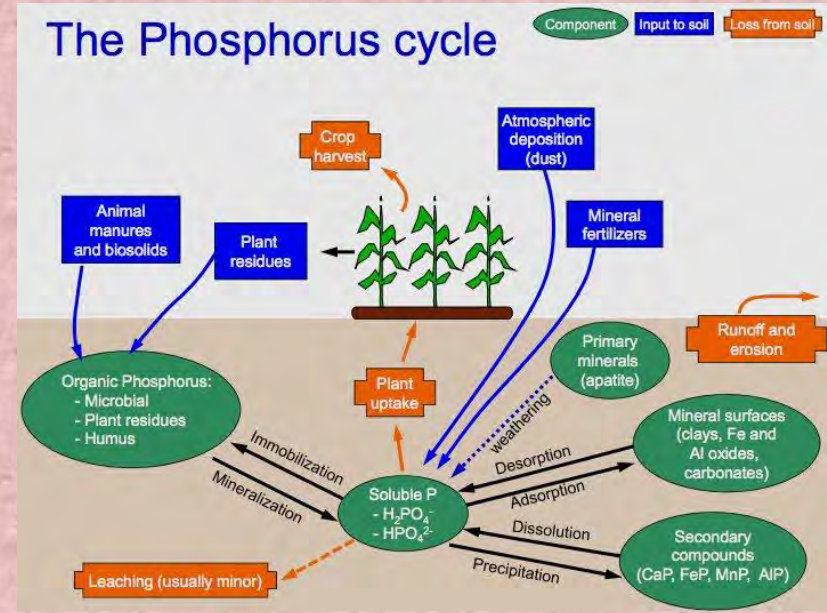 The Phosphorus cycle
Component
Input to soil
Loss from soil
Crop
harvest
Atmospheric
deposition
(dust)
Animal
manures
and biosolids
Plant
residues
Mineral
fertilizers
Runoff and
erosion
Primary
minerals
(apatite)
Organic Phosphorus:
- Microbial
- Plant residues
- Humus
Plant
uptake
weathering
Mineral surfaces
(clays, Fe and
Al oxides,
carbonates)
Immobilization
Mineralization
Desorption
Adsorption
Soluble P
- H₂PO₄⁻
- HPO₄²⁻
Dissolution
Precipitation
Secondary
compounds
(CaP, FeP, MnP, AlP)
Leaching (usually minor)